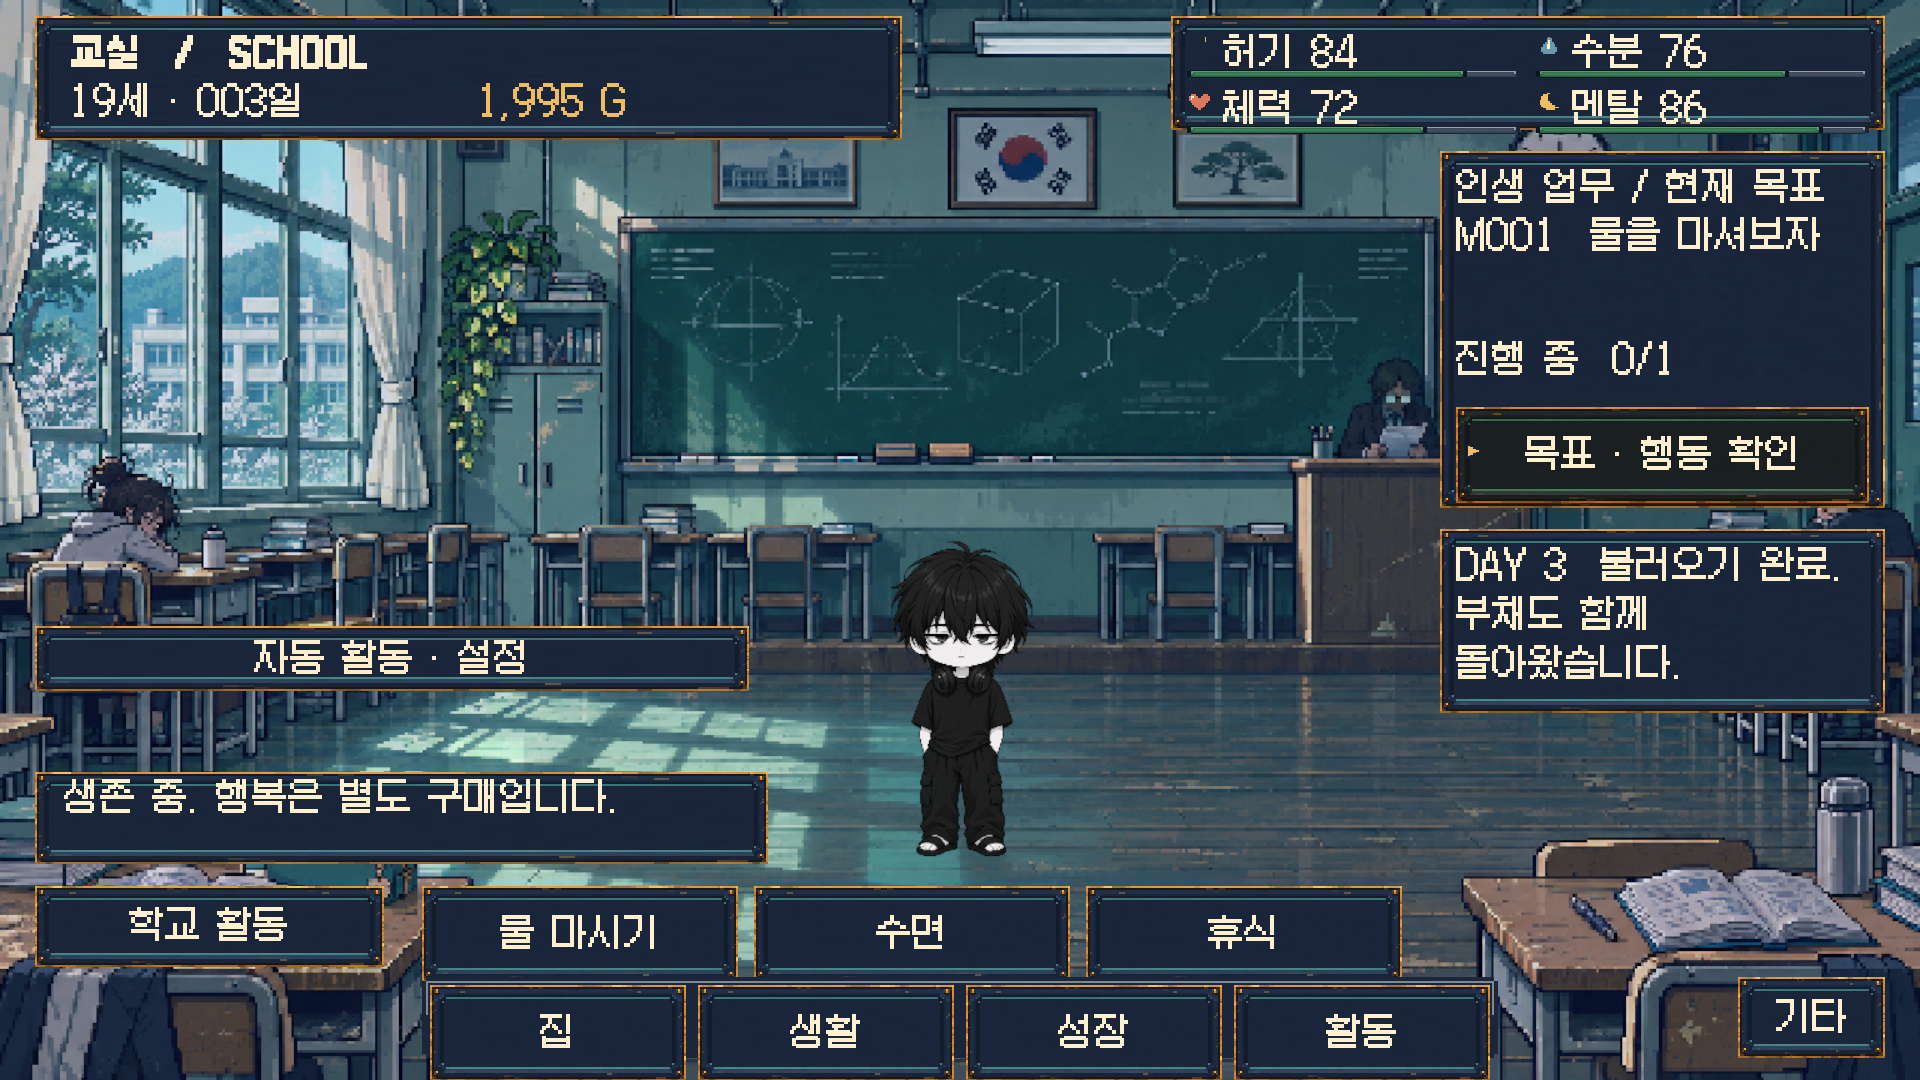 교실 / SCHOOL
19세 · 003일 1,995 G
허기 84 수분 76
체력 72 멘탈 86
인생 업무 / 현재 목표
M001 물을 마셔보자
진행 중 0/1
목표 · 행동 확인
DAY 3 불러오기 완료.
부채도 함께
돌아왔습니다.
자동 활동 · 설정
생존 중. 행복은 별도 구매입니다.
학교 활동
물 마시기
수면
휴식
집
생활
성장
활동
기타